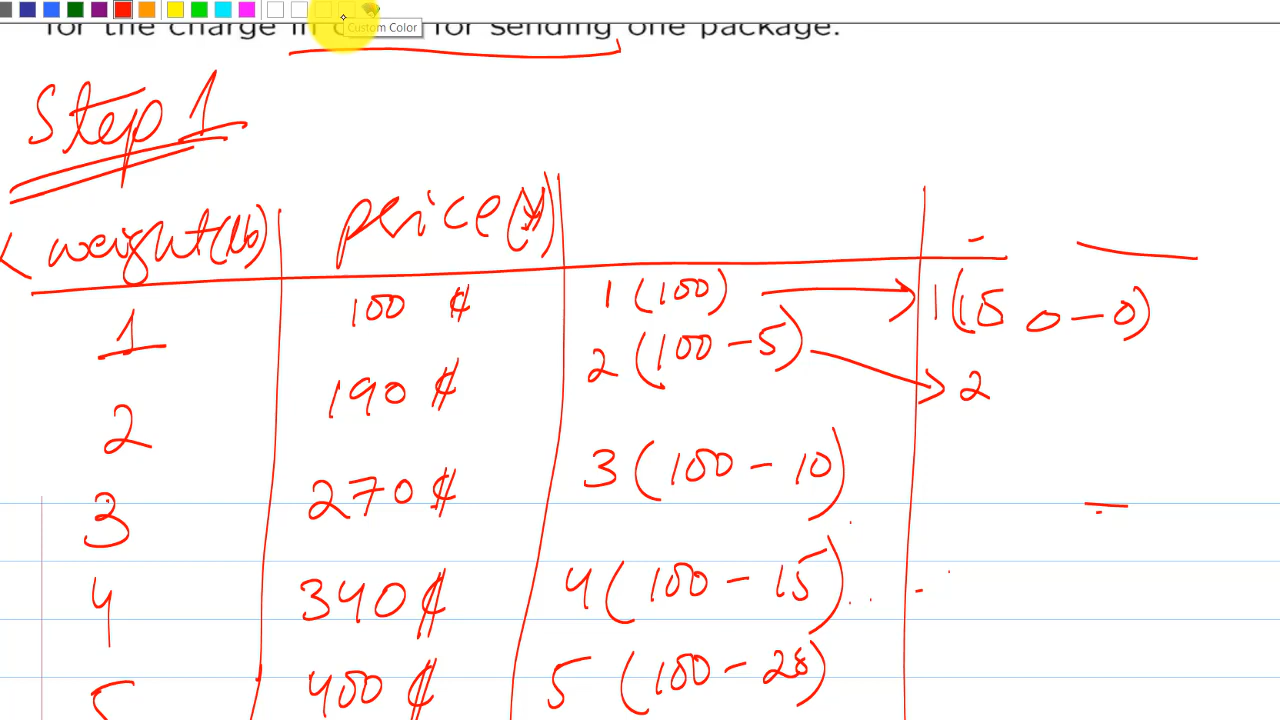 for the charge in c for sending one package.
Custom Color
Step 1
weight(lb) price(¢)
1 100 ¢ 1(100) → 1(150-0)
2 190 ¢ 2(100-5) → 2
3 270 ¢ 3(100-10)
4 340 ¢ 4(100-15)
5 400 ¢ 5(100-28)